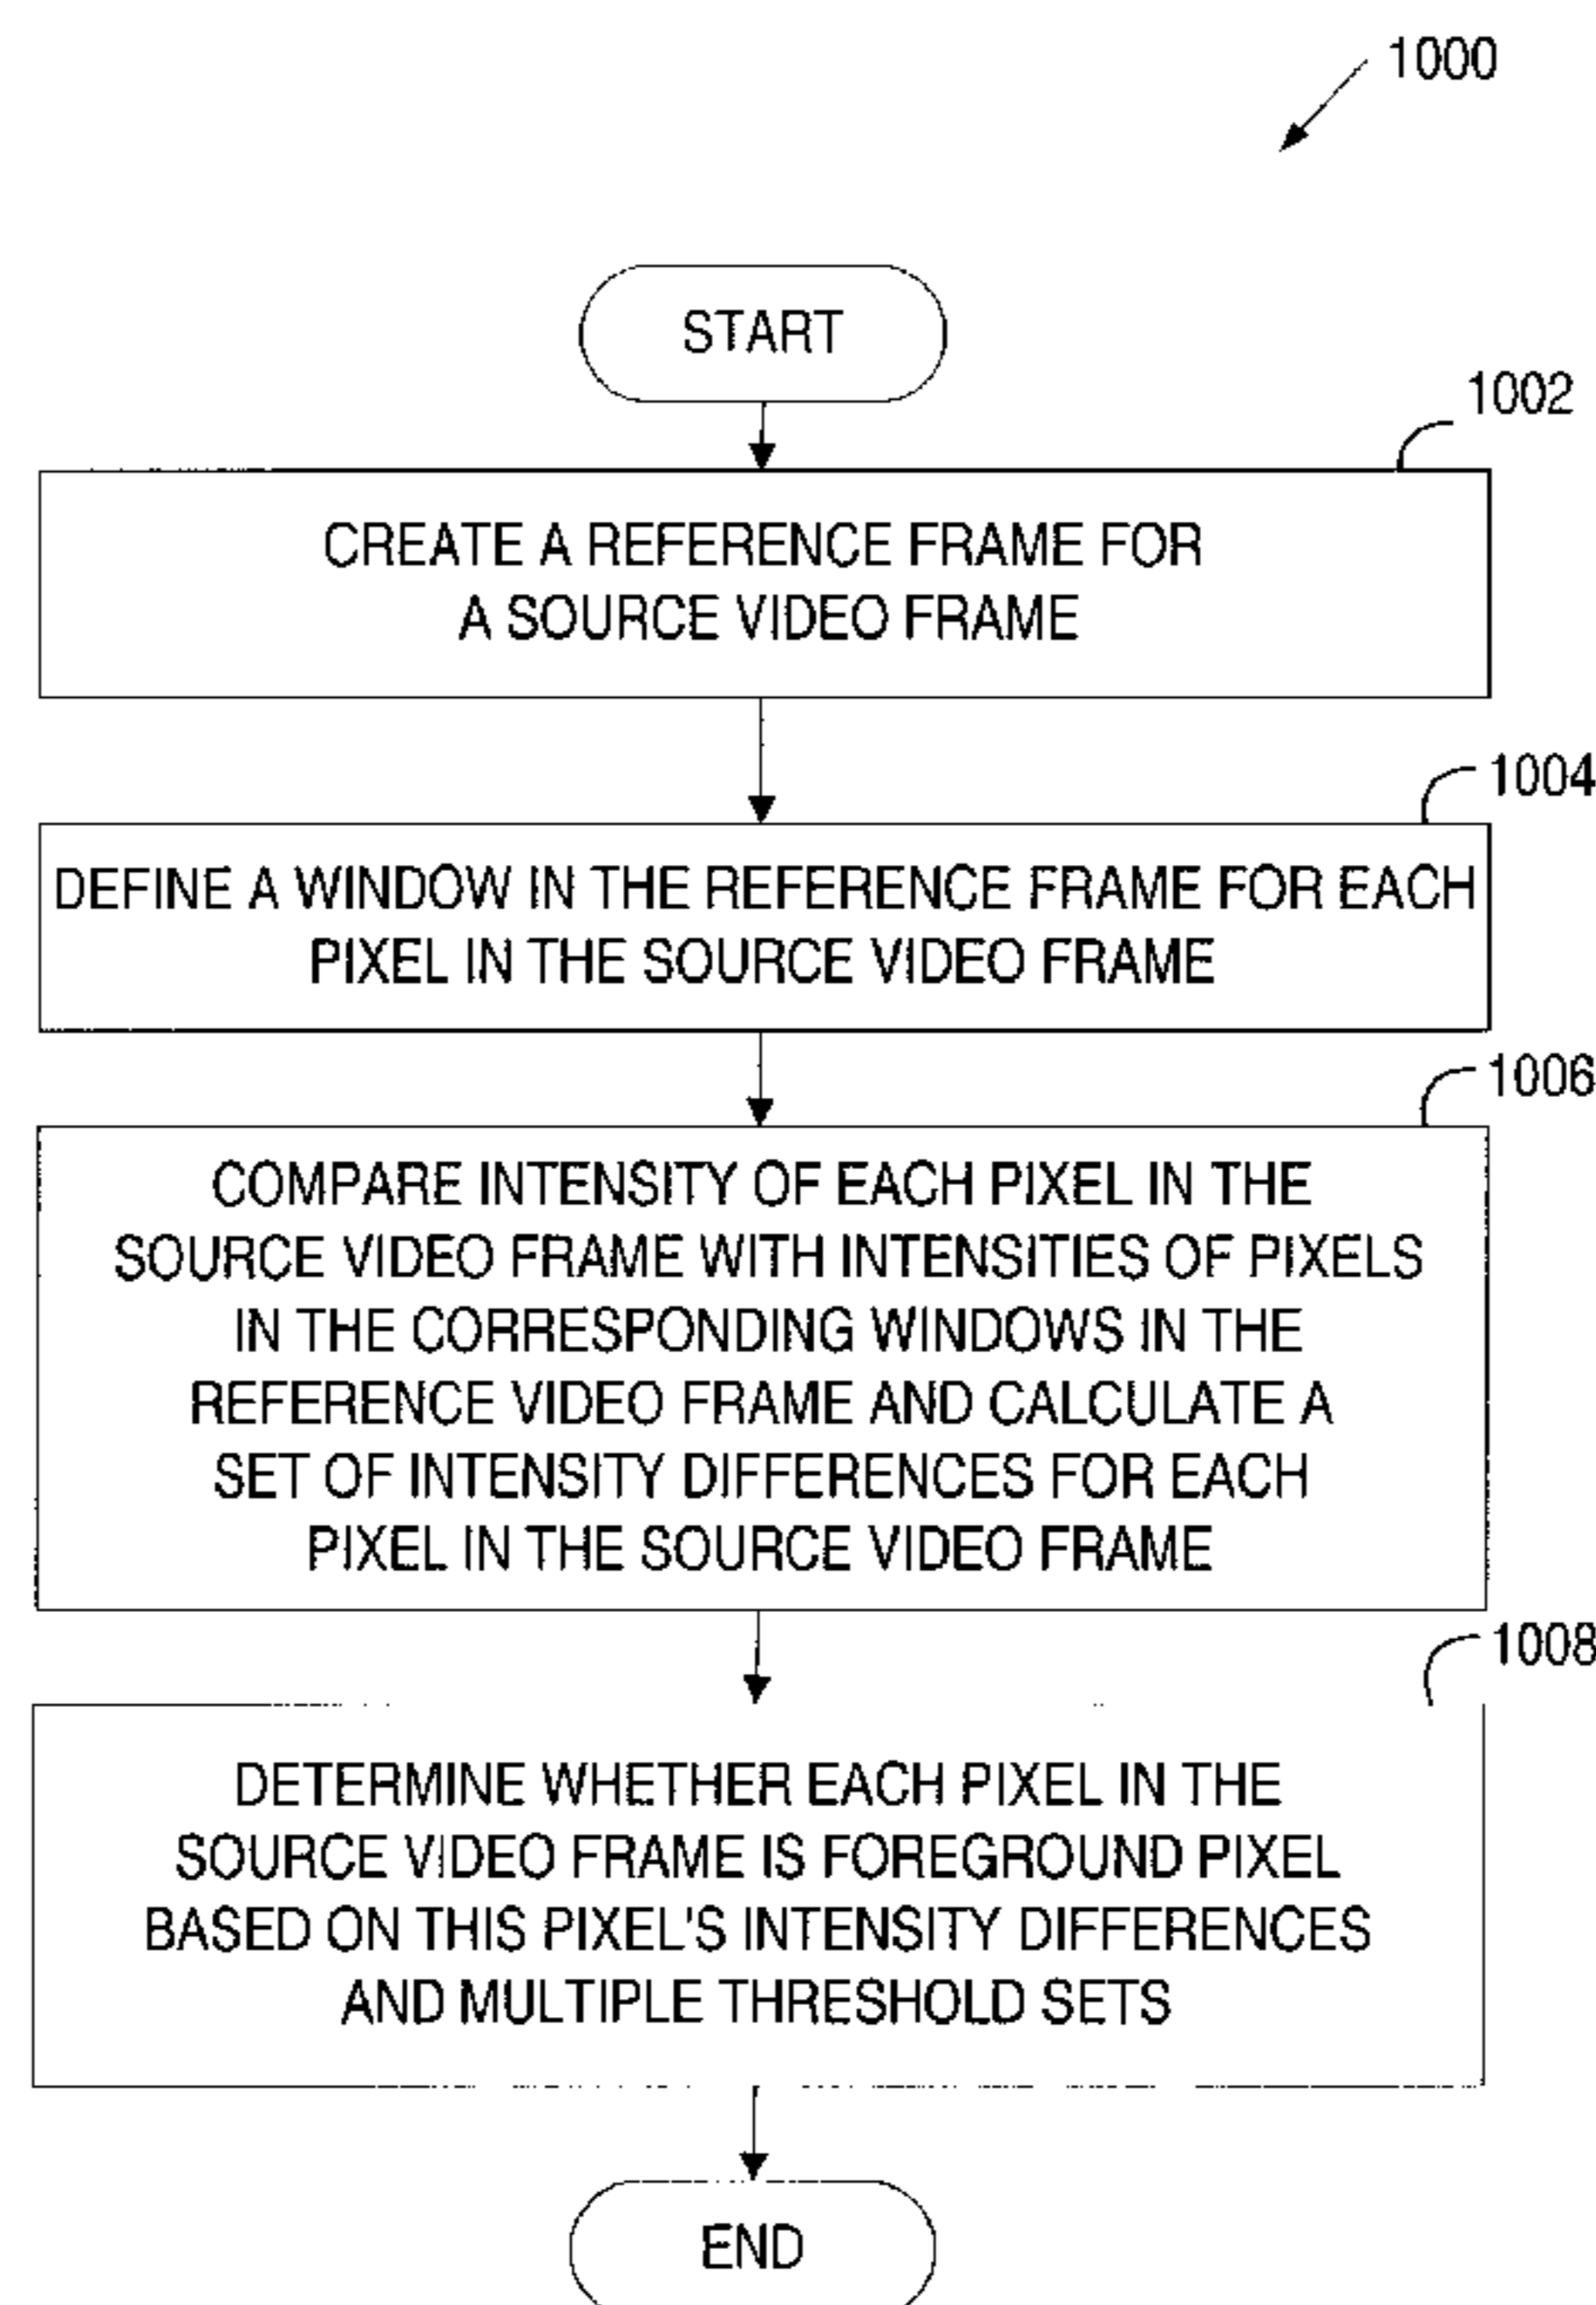 1000
START
1002
CREATE A REFERENCE FRAME FOR
A SOURCE VIDEO FRAME
1004
DEFINE A WINDOW IN THE REFERENCE FRAME FOR EACH
PIXEL IN THE SOURCE VIDEO FRAME
1006
COMPARE INTENSITY OF EACH PIXEL IN THE
SOURCE VIDEO FRAME WITH INTENSITIES OF PIXELS
IN THE CORRESPONDING WINDOWS IN THE
REFERENCE VIDEO FRAME AND CALCULATE A
SET OF INTENSITY DIFFERENCES FOR EACH
PIXEL IN THE SOURCE VIDEO FRAME
1008
DETERMINE WHETHER EACH PIXEL IN THE
SOURCE VIDEO FRAME IS FOREGROUND PIXEL
BASED ON THIS PIXEL'S INTENSITY DIFFERENCES
AND MULTIPLE THRESHOLD SETS
END